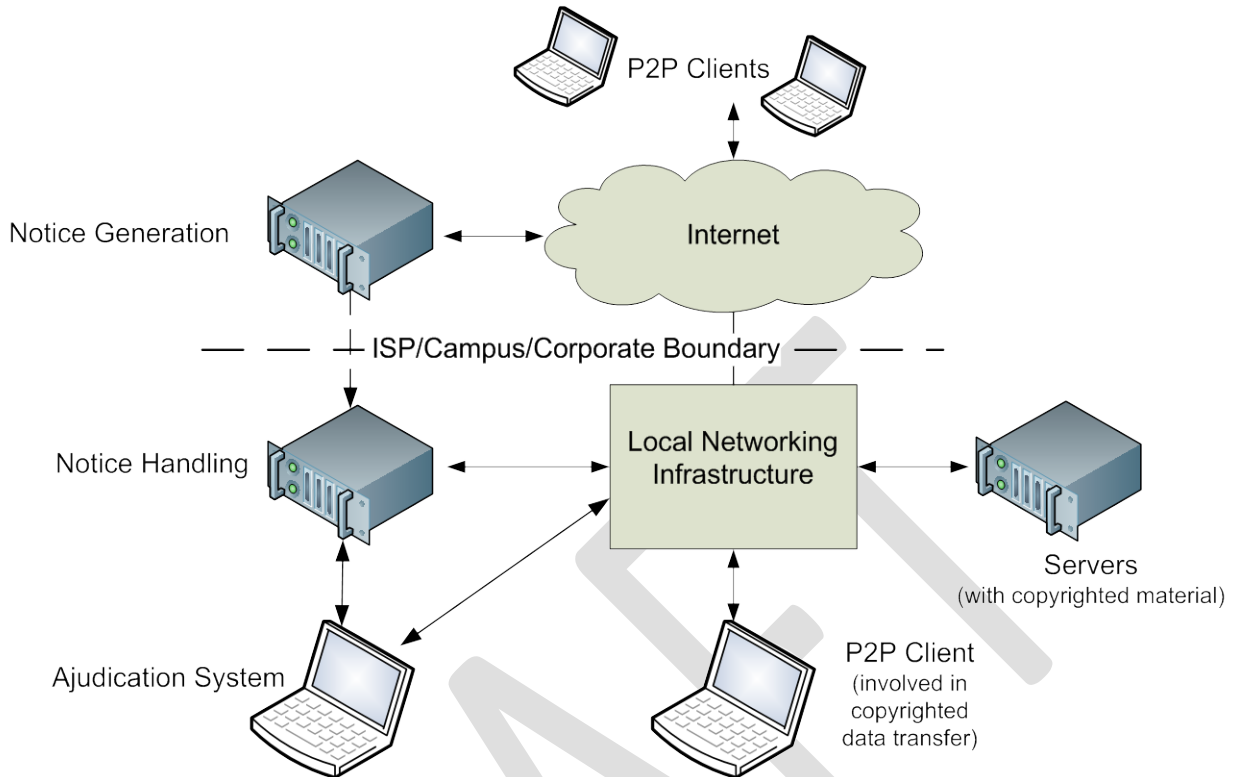 P2P Clients
Notice Generation
Internet
ISP/Campus/Corporate Boundary
Notice Handling
Local Networking
Infrastructure
Servers
(with copyrighted material)
Ajudication System
P2P Client
(involved in
copyrighted
data transfer)